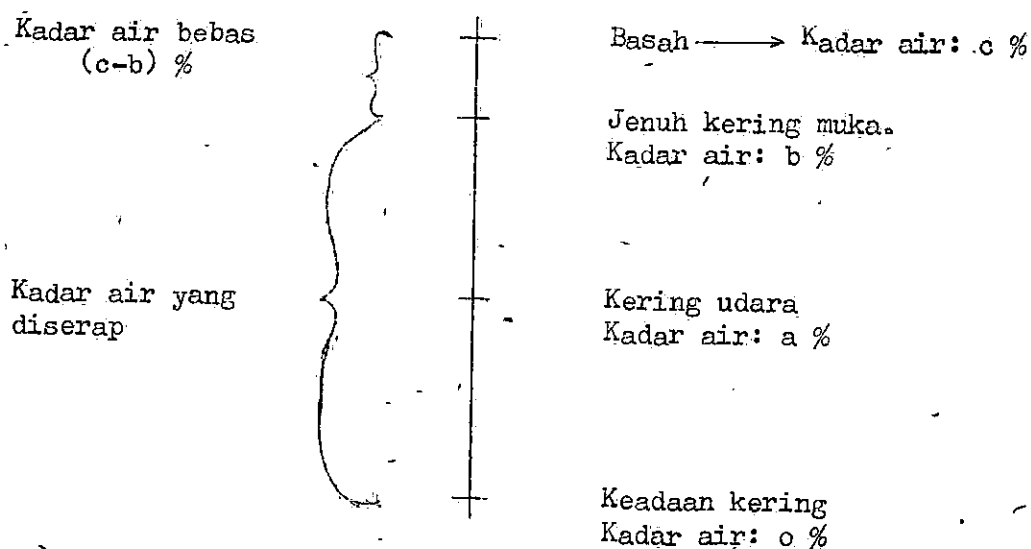 Kadar air bebas
(c-b) %
Basah → Kadar air: c %
Jenuh kering muka.
Kadar air: b %
Kadar air yang
diserap
Kering udara
Kadar air: a %
Keadaan kering
Kadar air: o %